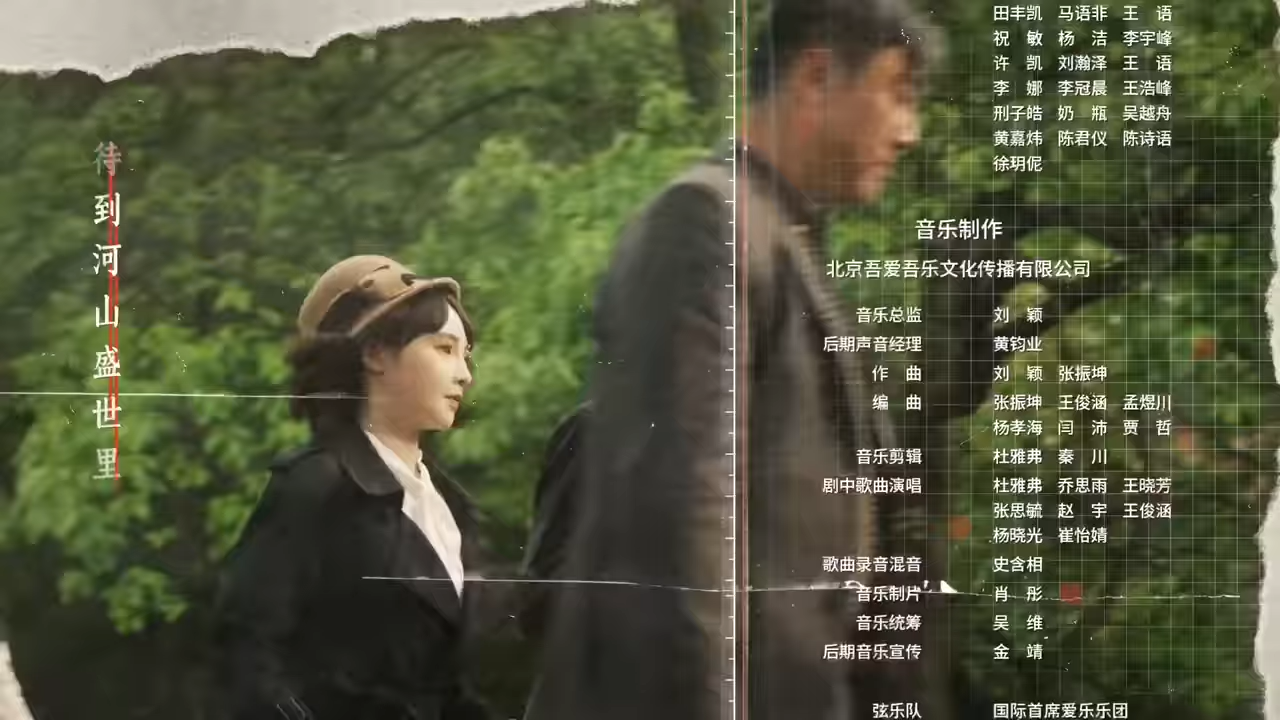 待到河山盛世里
田丰凯 马语非 王 语
祝 敏 杨 洁 李宇峰
许 凯 刘瀚泽 王 语
李 娜 李冠晨 王浩峰
刑子皓 奶 瓶 吴越舟
黄嘉炜 陈君仪 陈诗语
徐玥伲
音乐制作
北京吾爱吾乐文化传播有限公司
音乐总监 刘 颖
后期声音经理 黄钧业
作 曲 刘 颖 张振坤
编 曲 张振坤 王俊涵 孟煜川
杨孝海 闫 沛 贾 哲
音乐剪辑 杜雅弗 秦 川
剧中歌曲演唱 杜雅弗 乔思雨 王晓芳
张思毓 赵 宇 王俊涵
杨晓光 崔怡婧
歌曲录音混音 史含相
音乐制片 肖 彤
音乐统筹 吴 维
后期音乐宣传 金 靖
弦乐队 国际首席爱乐乐团